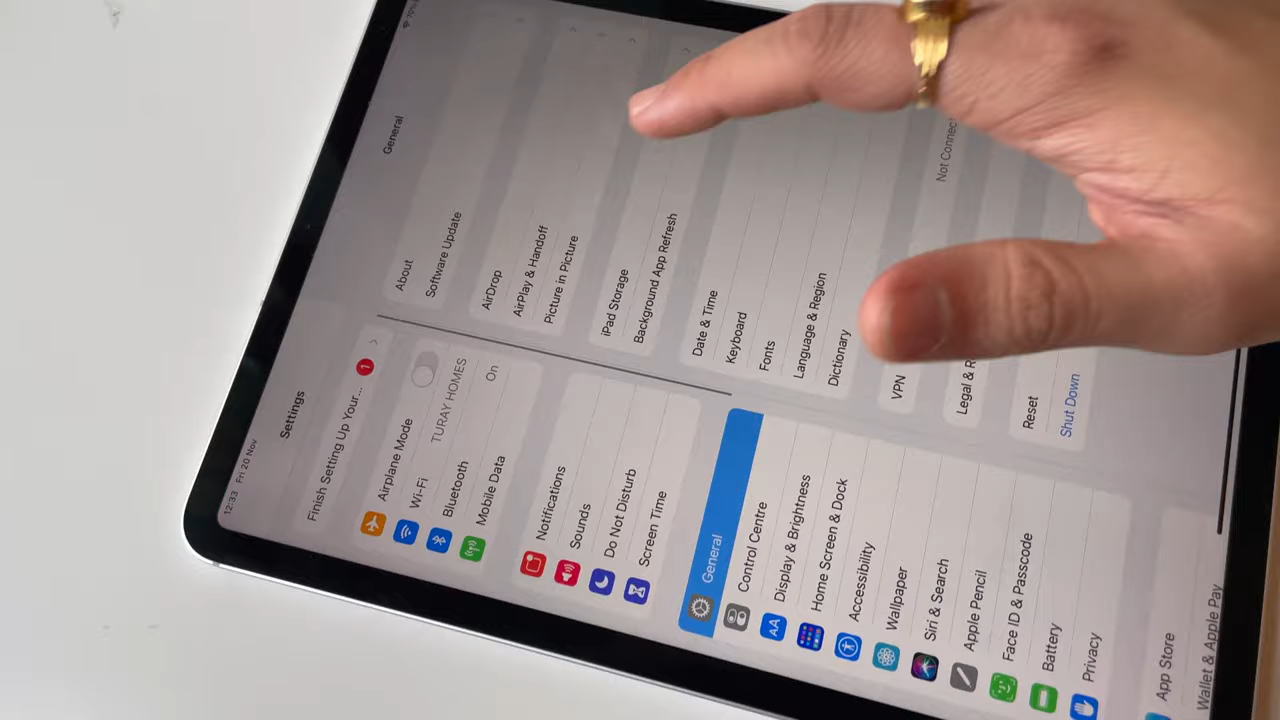 12:33 Fri 20 Nov
Settings
Finish Setting Up Your... 1
Airplane Mode
Wi-Fi TURAY HOMES
Bluetooth On
Mobile Data
Notifications
Sounds
Do Not Disturb
Screen Time
General
Control Centre
Display & Brightness
Home Screen & Dock
Accessibility
Wallpaper
Siri & Search
Apple Pencil
Face ID & Passcode
Battery
Privacy
App Store
Wallet & Apple Pay
General
About
Software Update
AirDrop
AirPlay & Handoff
Picture in Picture
iPad Storage
Background App Refresh
Date & Time
Keyboard
Fonts
Language & Region
Dictionary
VPN Not Connec
Legal & R
Reset
Shut Down